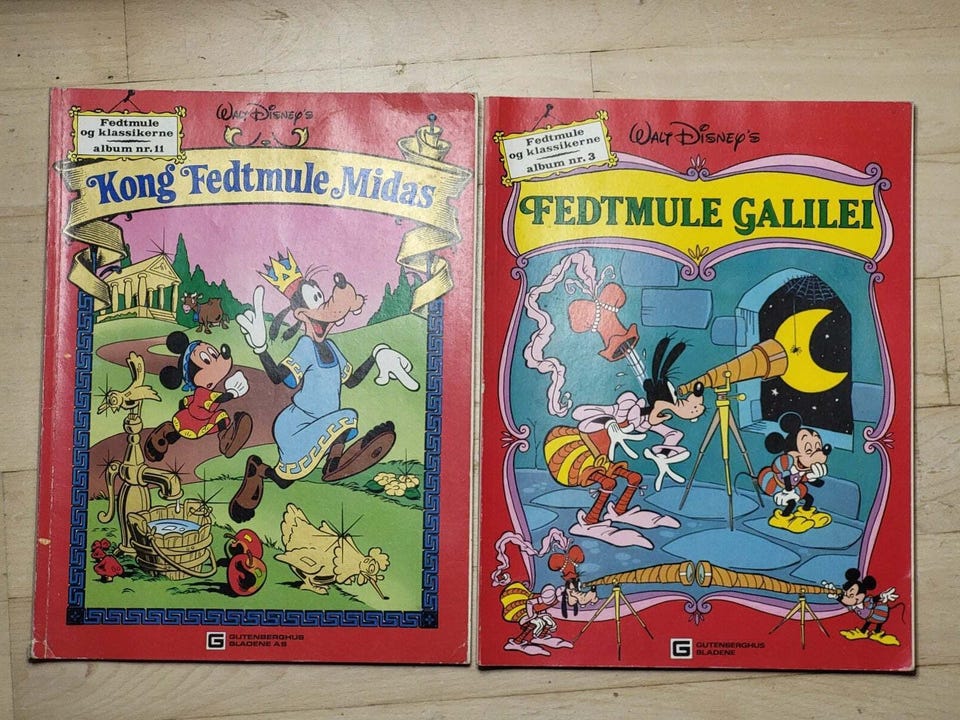 Fedtmule
og klassikerne
album nr. 11
Walt Disney's
Kong Fedtmule Midas
G GUTENBERGHUS
BLADENE A/S
Fedtmule
og klassikerne
album nr. 3
Walt Disney's
FEDTMULE GALILEI
G GUTENBERGHUS
BLADENE